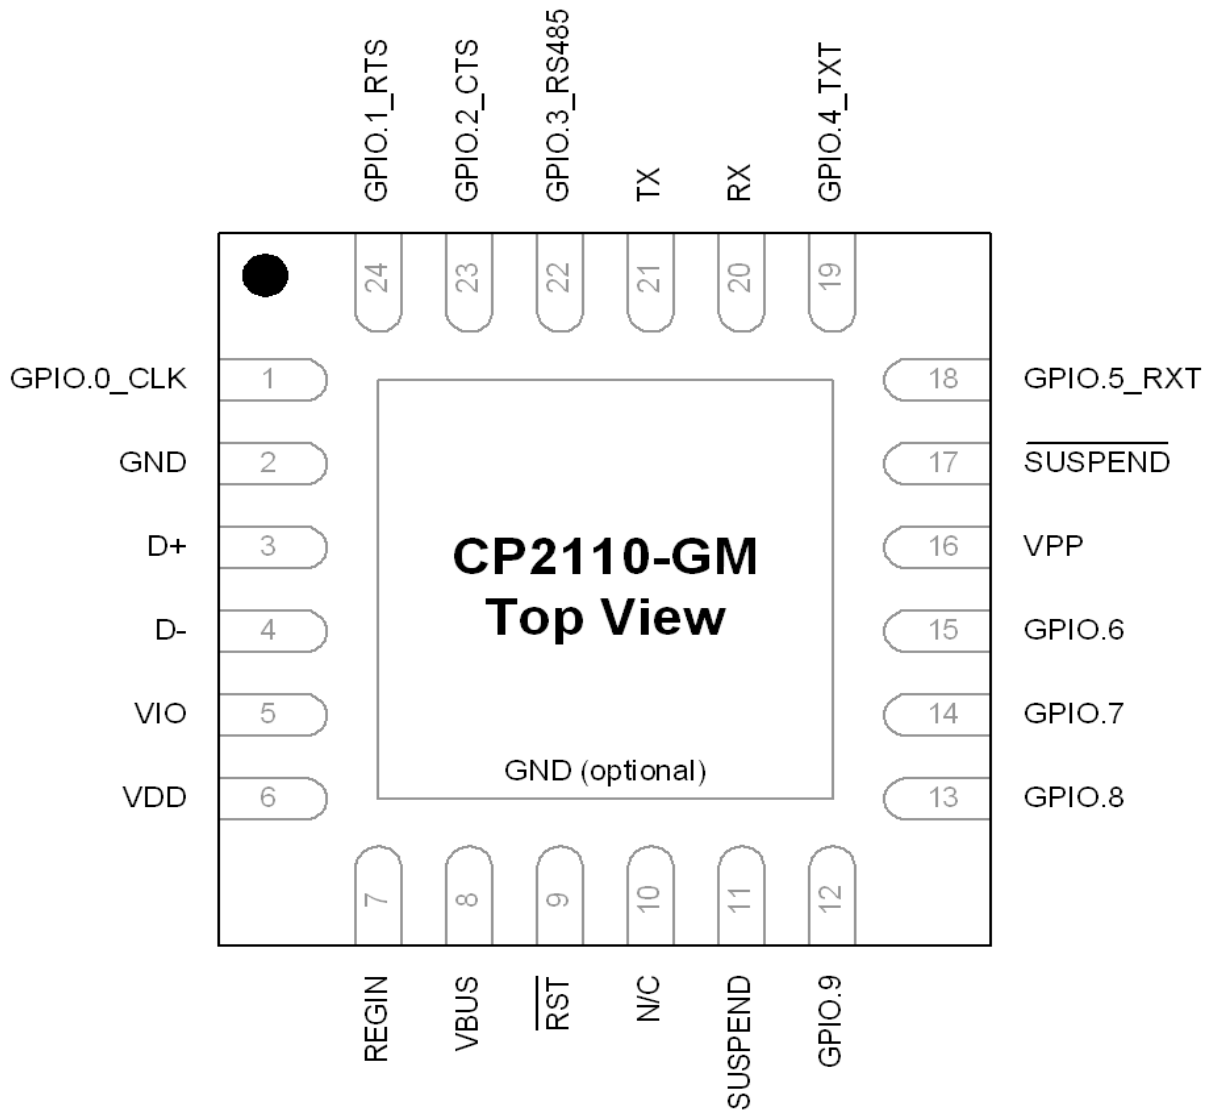 GPIO.1_RTS
GPIO.2_CTS
GPIO.3_RS485
TX
RX
GPIO.4_TXT
24
23
22
21
20
19
GPIO.0_CLK 1
18 GPIO.5_RXT
GND 2
17 SUSPEND
D+ 3
16 VPP
CP2110-GM
Top View
D- 4
15 GPIO.6
VIO 5
14 GPIO.7
GND (optional)
VDD 6
13 GPIO.8
7
8
9
10
11
12
REGIN
VBUS
RST
N/C
SUSPEND
GPIO.9